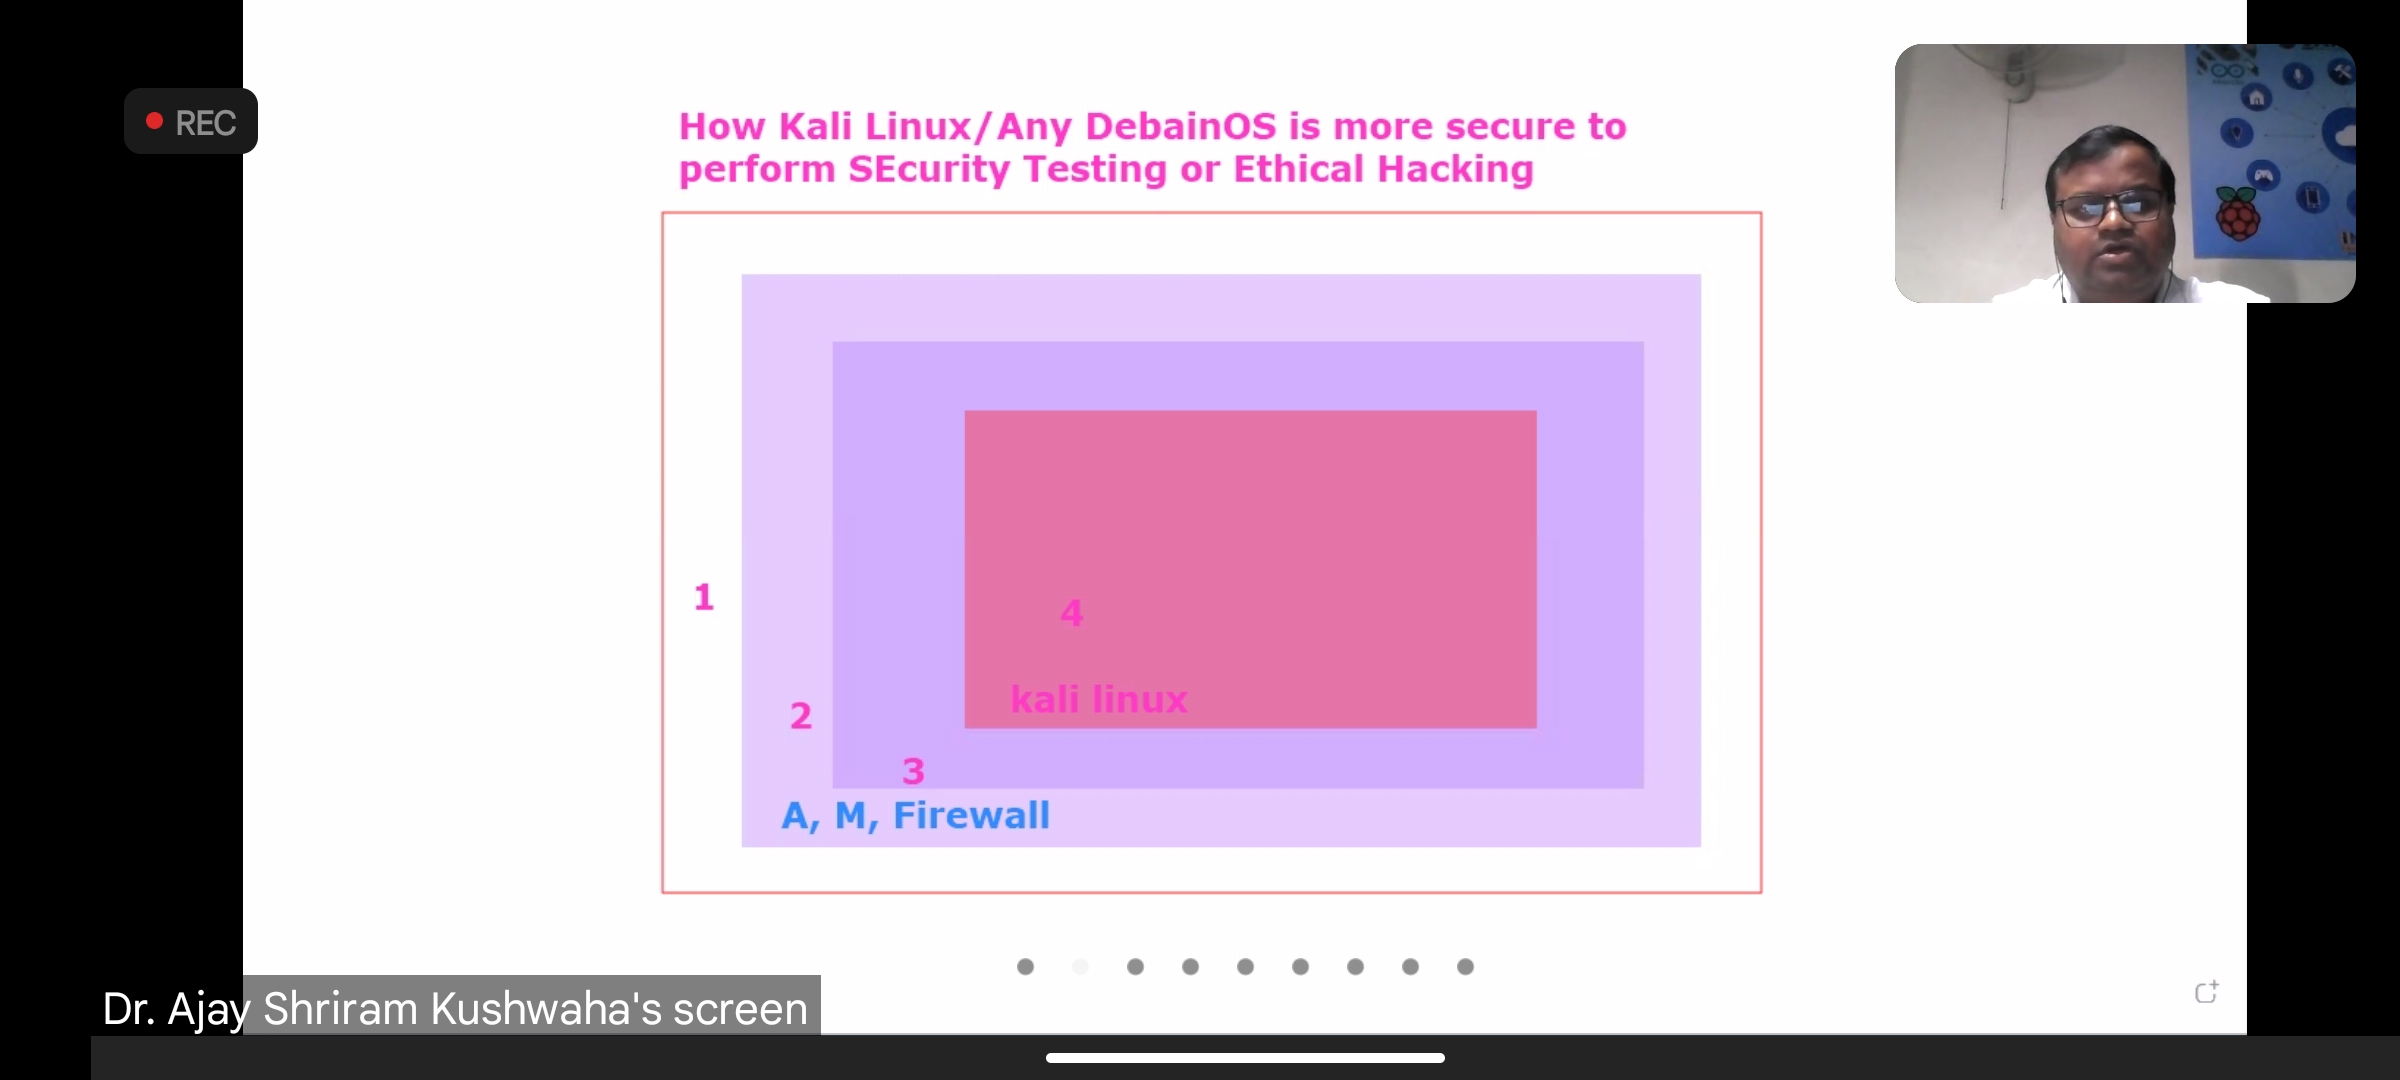 REC
How Kali Linux/Any DebainOS is more secure to
perform SEcurity Testing or Ethical Hacking
1
4
kali linux
2
3
A, M, Firewall
Dr. Ajay Shriram Kushwaha's screen